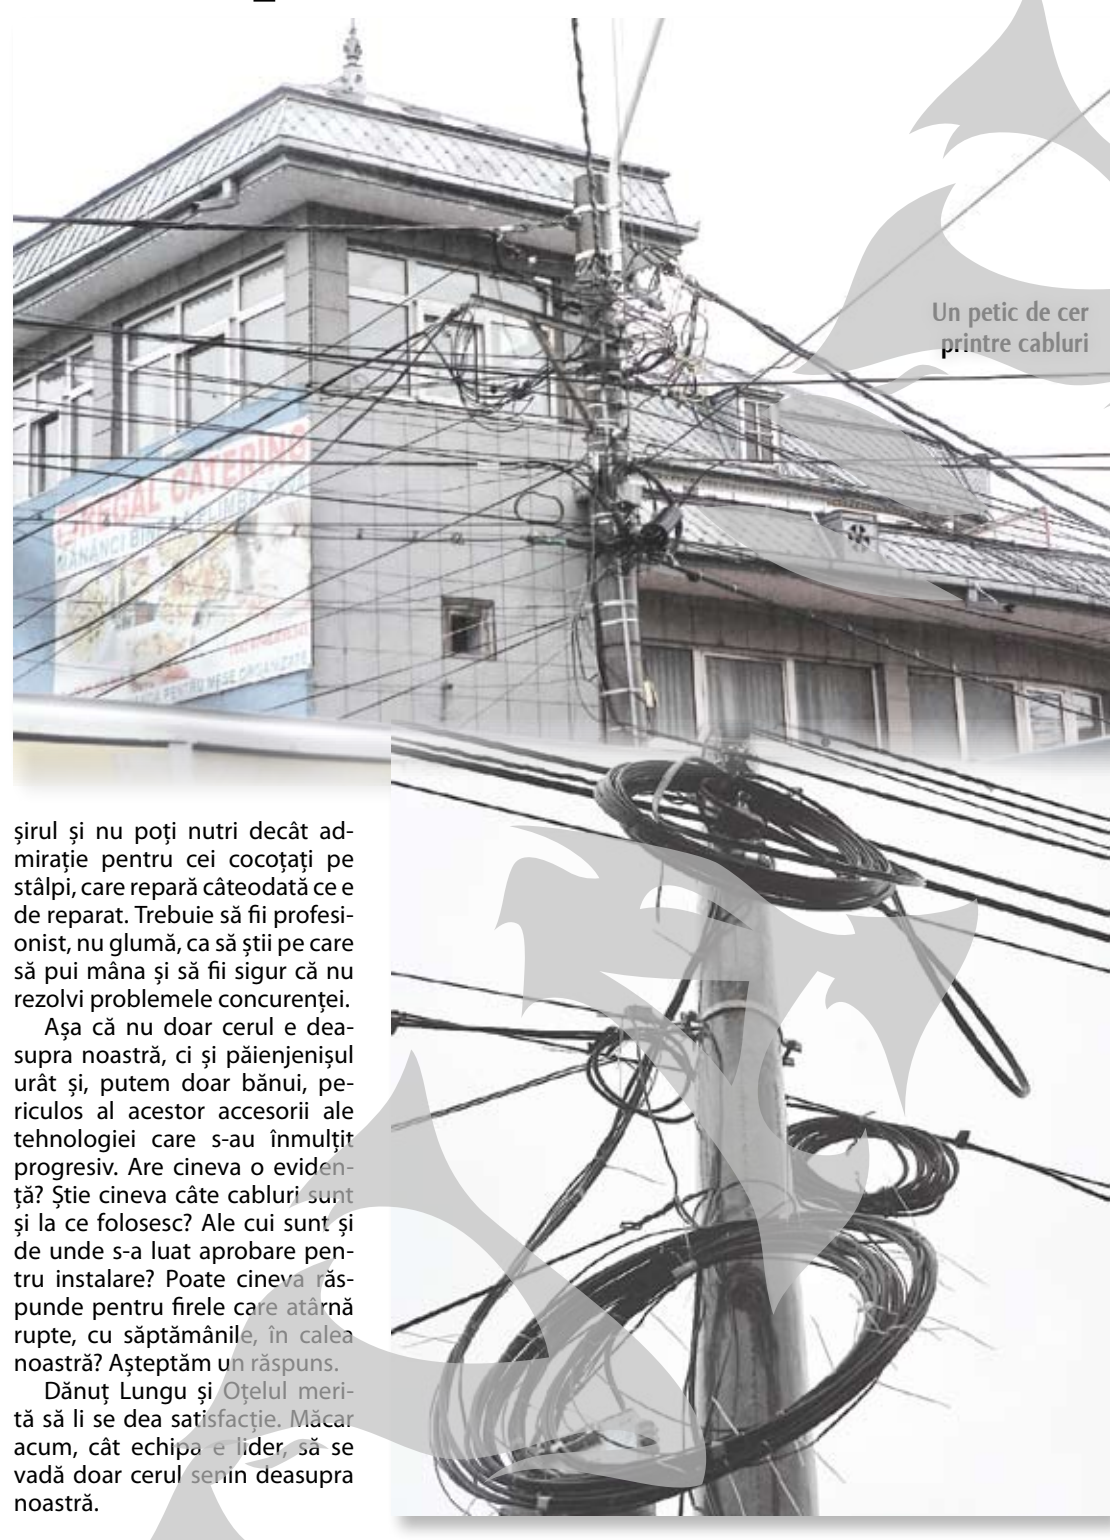 REGAL CATERING
MANANCI BINE
PENTRU MESE ORGANIZATE
Un petic de cer
printre cabluri
șirul și nu poți nutri decât ad-
mirație pentru cei cocoțați pe
stâlpi, care repară câteodată ce e
de reparat. Trebuie să fii profesi-
onist, nu glumă, ca să știi pe care
să pui mâna și să fii sigur că nu
rezolvi problemele concurenței.
Așa că nu doar cerul e dea-
supra noastră, ci și păienjenișul
urât și, putem doar bănui, pe-
riculos al acestor accesorii ale
tehnologiei care s-au înmulțit
progresiv. Are cineva o eviden-
ță? Știe cineva câte cabluri sunt
și la ce folosesc? Ale cui sunt și
de unde s-a luat aprobare pen-
tru instalare? Poate cineva răs-
punde pentru firele care atârnă
rupte, cu săptămânile, în calea
noastră? Așteptăm un răspuns.
Dănuț Lungu și Oțelul meri-
tă să li se dea satisfacție. Măcar
acum, cât echipa e lider, să se
vadă doar cerul senin deasupra
noastră.